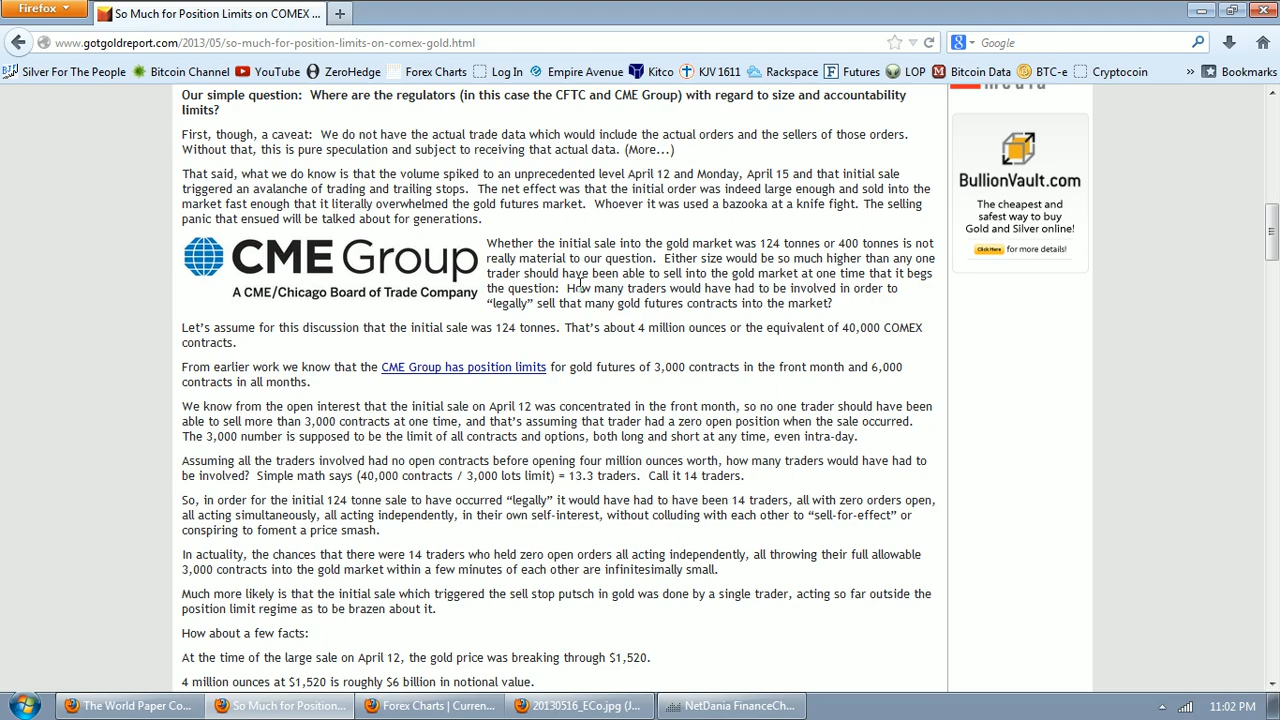 Firefox
So Much for Position Limits on COMEX ...
www.gotgoldreport.com/2013/05/so-much-for-position-limits-on-comex-gold.html
Google
Silver For The People
Bitcoin Channel
YouTube
ZeroHedge
Forex Charts
Log In
Empire Avenue
Kitco
KJV 1611
Rackspace
Futures
LOP
Bitcoin Data
BTC-e
Cryptocoin
»
Bookmarks
Our simple question: Where are the regulators (in this case the CFTC and CME Group) with regard to size and accountability
limits?
First, though, a caveat: We do not have the actual trade data which would include the actual orders and the sellers of those orders.
Without that, this is pure speculation and subject to receiving that actual data. (More...)
That said, what we do know is that the volume spiked to an unprecedented level April 12 and Monday, April 15 and that initial sale
triggered an avalanche of trading and trailing stops. The net effect was that the initial order was indeed large enough and sold into the
market fast enough that it literally overwhelmed the gold futures market. Whoever it was used a bazooka at a knife fight. The selling
panic that ensued will be talked about for generations.
CME Group
A CME/Chicago Board of Trade Company
Whether the initial sale into the gold market was 124 tonnes or 400 tonnes is not
really material to our question. Either size would be so much higher than any one
trader should have been able to sell into the gold market at one time that it begs
the question: How many traders would have had to be involved in order to
“legally” sell that many gold futures contracts into the market?
Let’s assume for this discussion that the initial sale was 124 tonnes. That’s about 4 million ounces or the equivalent of 40,000 COMEX
contracts.
From earlier work we know that the CME Group has position limits for gold futures of 3,000 contracts in the front month and 6,000
contracts in all months.
We know from the open interest that the initial sale on April 12 was concentrated in the front month, so no one trader should have been
able to sell more than 3,000 contracts at one time, and that’s assuming that trader had a zero open position when the sale occurred.
The 3,000 number is supposed to be the limit of all contracts and options, both long and short at any time, even intra-day.
Assuming all the traders involved had no open contracts before opening four million ounces worth, how many traders would have had to
be involved? Simple math says (40,000 contracts / 3,000 lots limit) = 13.3 traders. Call it 14 traders.
So, in order for the initial 124 tonne sale to have occurred “legally” it would have had to have been 14 traders, all with zero orders open,
all acting simultaneously, all acting independently, in their own self-interest, without colluding with each other to “sell-for-effect” or
conspiring to foment a price smash.
In actuality, the chances that there were 14 traders who held zero open orders all acting independently, all throwing their full allowable
3,000 contracts into the gold market within a few minutes of each other are infinitesimally small.
Much more likely is that the initial sale which triggered the sell stop putsch in gold was done by a single trader, acting so far outside the
position limit regime as to be brazen about it.
How about a few facts:
At the time of the large sale on April 12, the gold price was breaking through $1,520.
4 million ounces at $1,520 is roughly $6 billion in notional value.
BullionVault.com
The cheapest and
safest way to buy
Gold and Silver online!
Click Here for more details!
The World Paper Co...
So Much for Position...
Forex Charts | Curren...
20130516_ECo.jpg (J...
NetDania FinanceCh...
11:02 PM